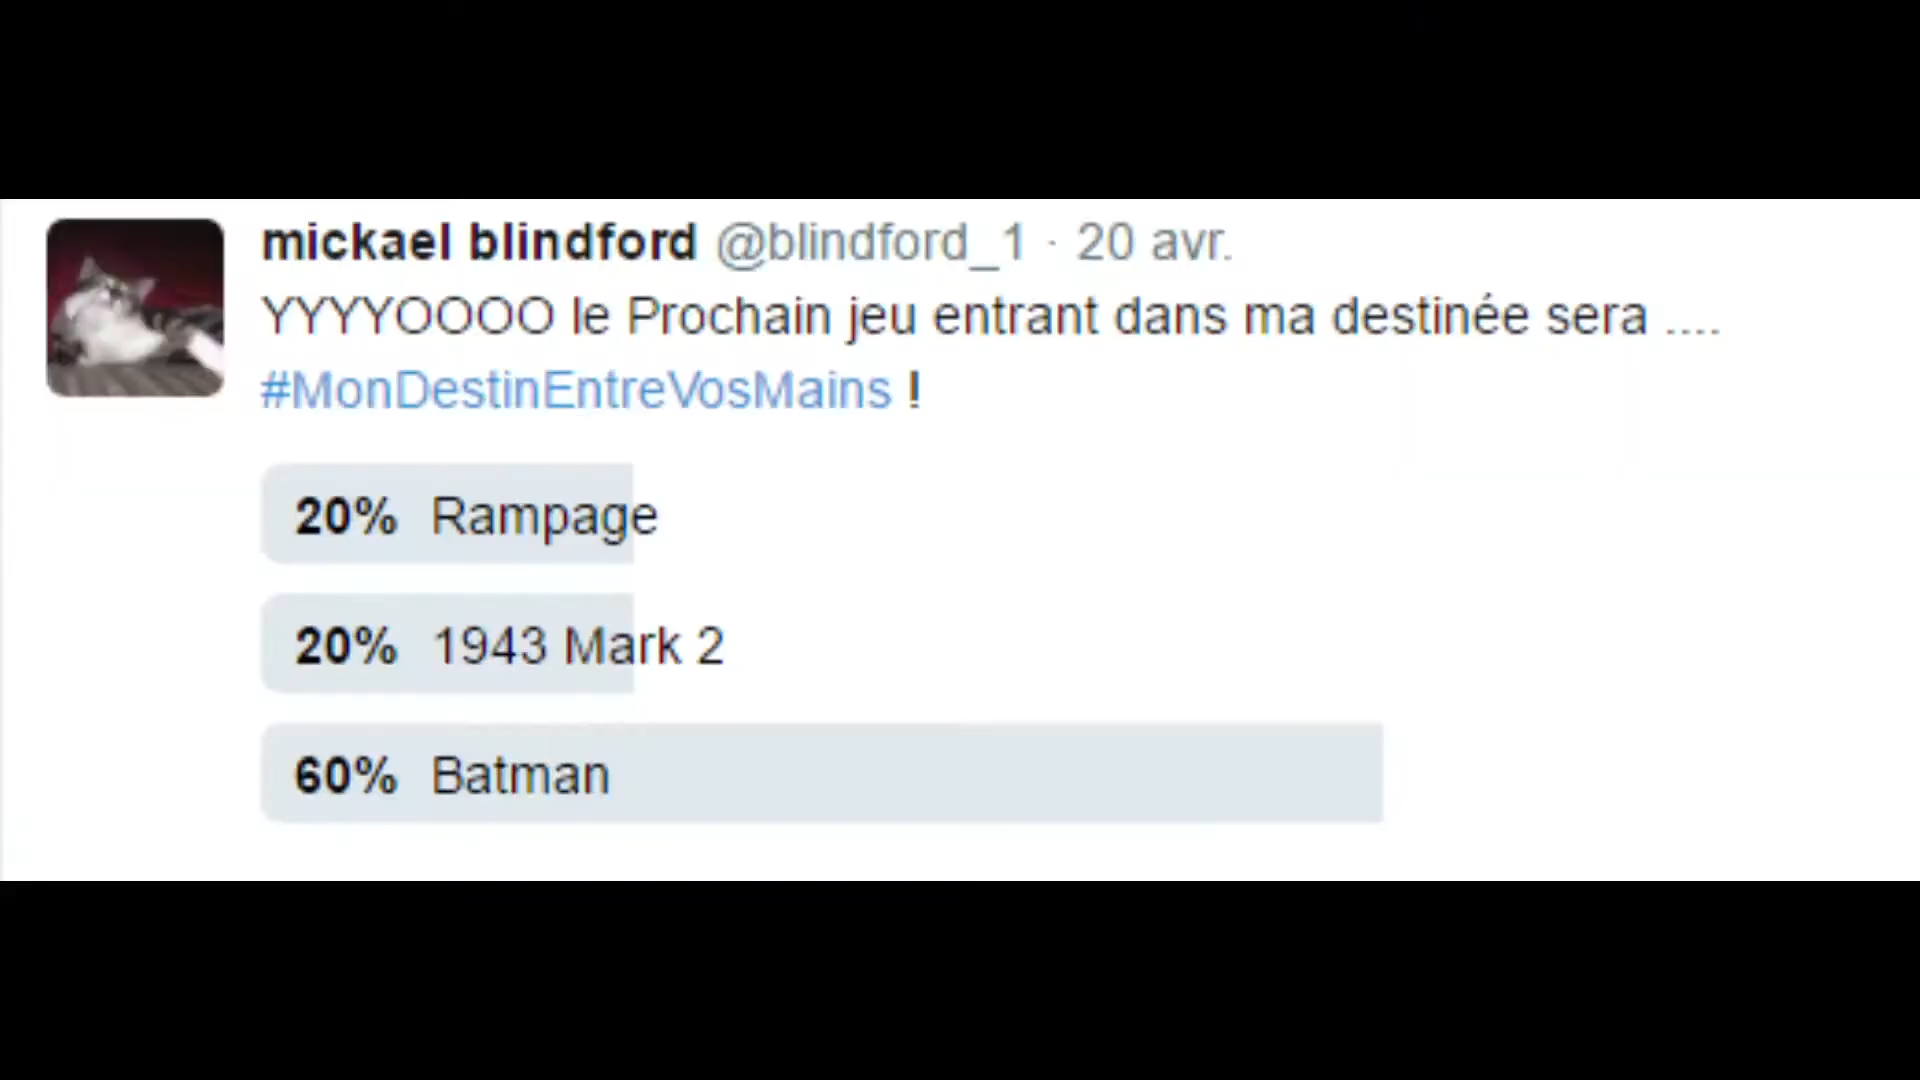 mickael blindford @blindford_1 · 20 avr.
YYYYOOOO le Prochain jeu entrant dans ma destinée sera ....
#MonDestinEntreVosMains !
20% Rampage
20% 1943 Mark 2
60% Batman